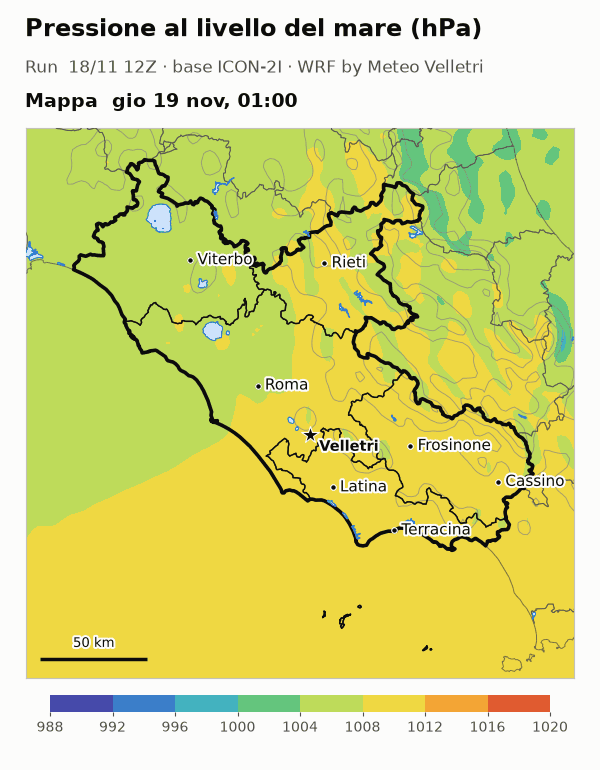 Pressione al livello del mare (hPa)
Run  18/11 12Z · base ICON-2I · WRF by Meteo Velletri
Mappa  gio 19 nov, 01:00
Viterbo
Rieti
Roma
Velletri
Frosinone
Latina
Cassino
Terracina
50 km
988 992 996 1000 1004 1008 1012 1016 1020